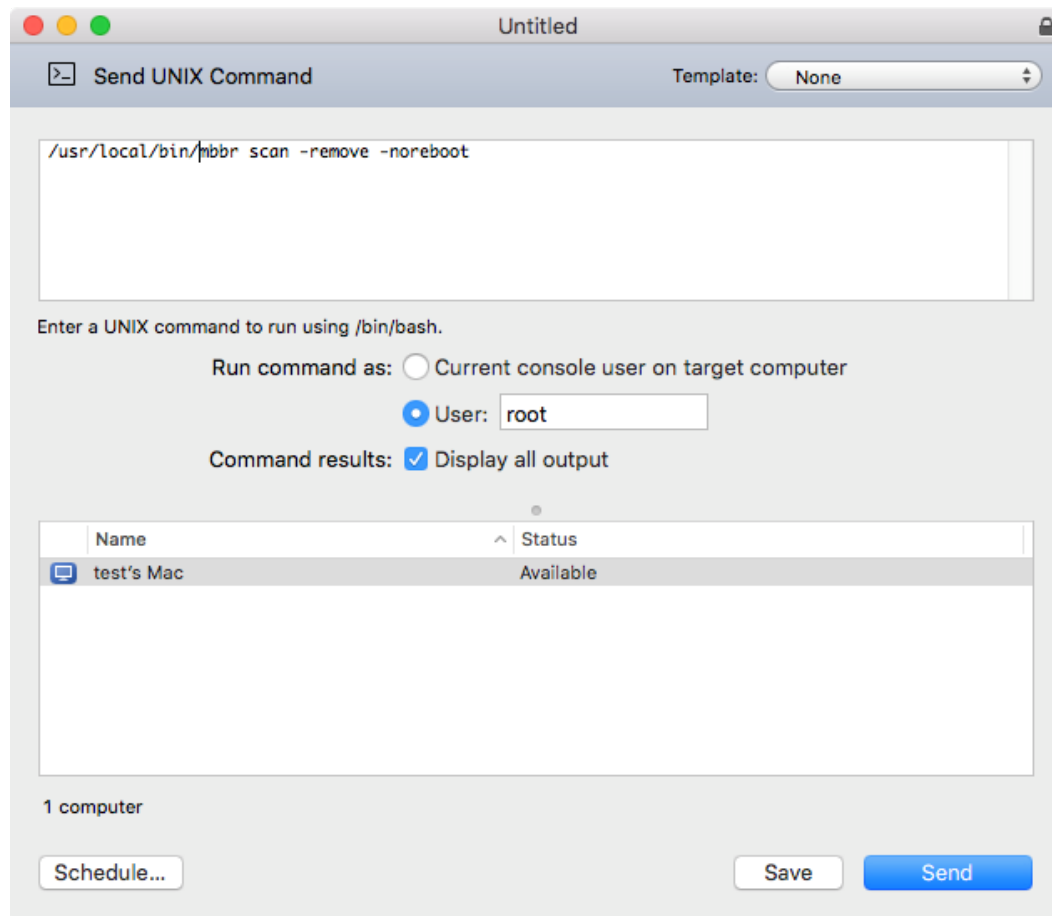 Untitled
Send UNIX Command
Template: None
/usr/local/bin/mbbr scan -remove -noreboot
Enter a UNIX command to run using /bin/bash.
Run command as: Current console user on target computer
User: root
Command results: Display all output
Name Status
test's Mac Available
1 computer
Schedule... Save Send